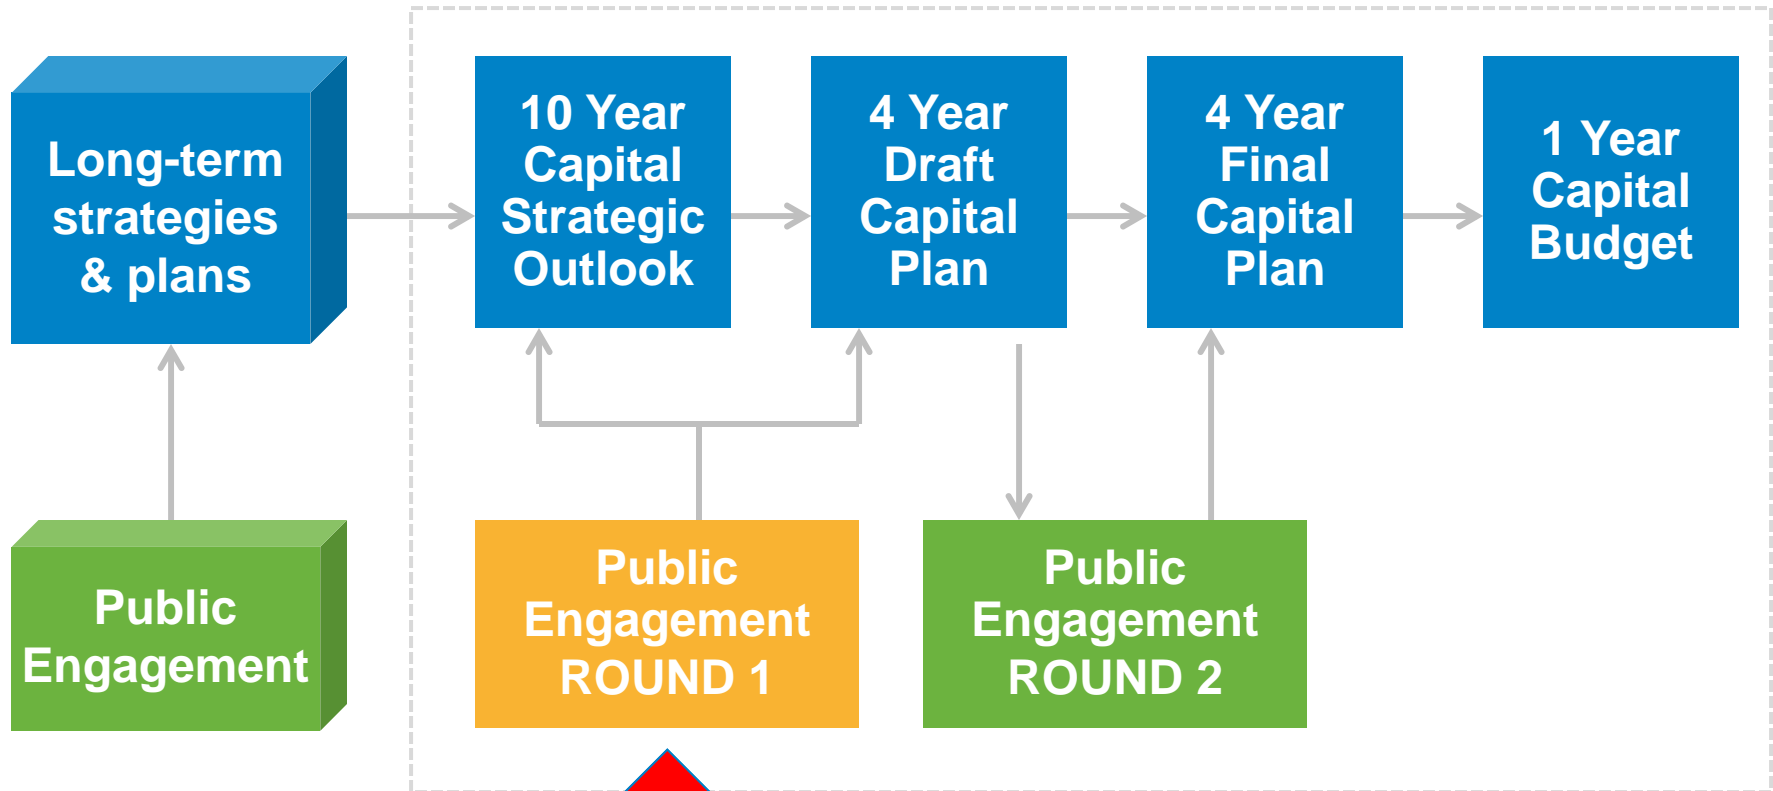 Long-term
strategies
& plans
10 Year
Capital
Strategic
Outlook
4 Year
Draft
Capital
Plan
4 Year
Final
Capital
Plan
1 Year
Capital
Budget
Public
Engagement
Public
Engagement
ROUND 1
Public
Engagement
ROUND 2